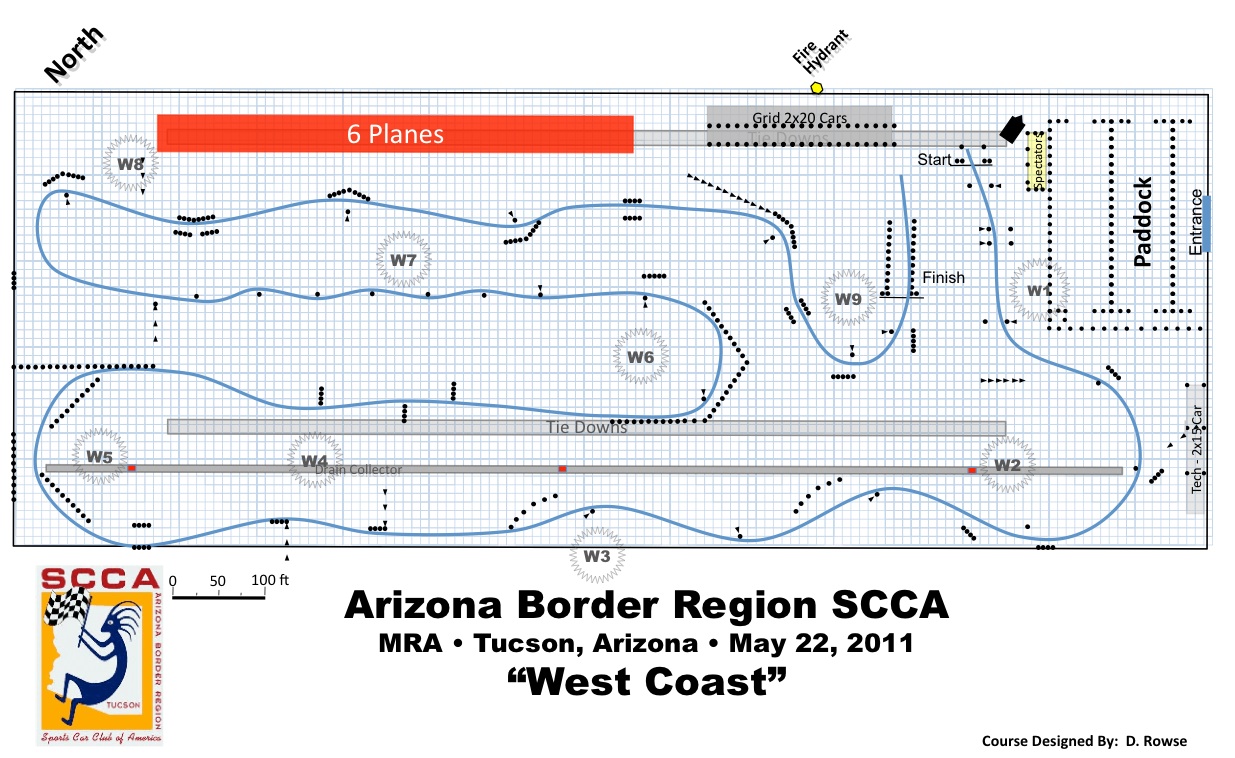 North
Fire
Hydrant
6 Planes
Grid 2x20 Cars
Tie Downs
Start
Spectators
Paddock
Entrance
W8
W7
W9
Finish
W1
W6
Tie Downs
Tech - 2x15 Car
W5
W4
Drain Collector
W2
W3
SCCA
ARIZONA BORDER REGION
TUCSON
Sports Car Club of America
0 50 100 ft
Arizona Border Region SCCA
MRA • Tucson, Arizona • May 22, 2011
“West Coast”
Course Designed By: D. Rowse